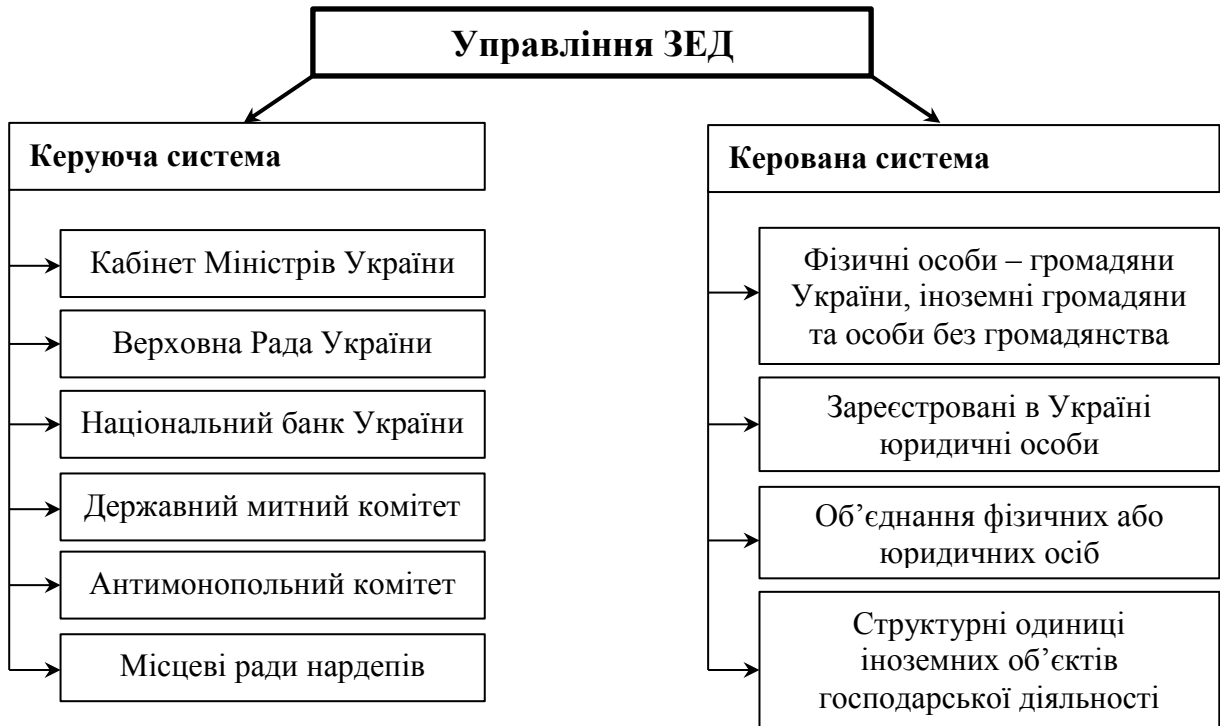 Управління ЗЕД
Керуюча система
Кабінет Міністрів України
Верховна Рада України
Національний банк України
Державний митний комітет
Антимонопольний комітет
Місцеві ради нардепів
Керована система
Фізичні особи – громадяни
України, іноземні громадяни
та особи без громадянства
Зареєстровані в Україні
юридичні особи
Об’єднання фізичних або
юридичних осіб
Структурні одиниці
іноземних об’єктів
господарської діяльності